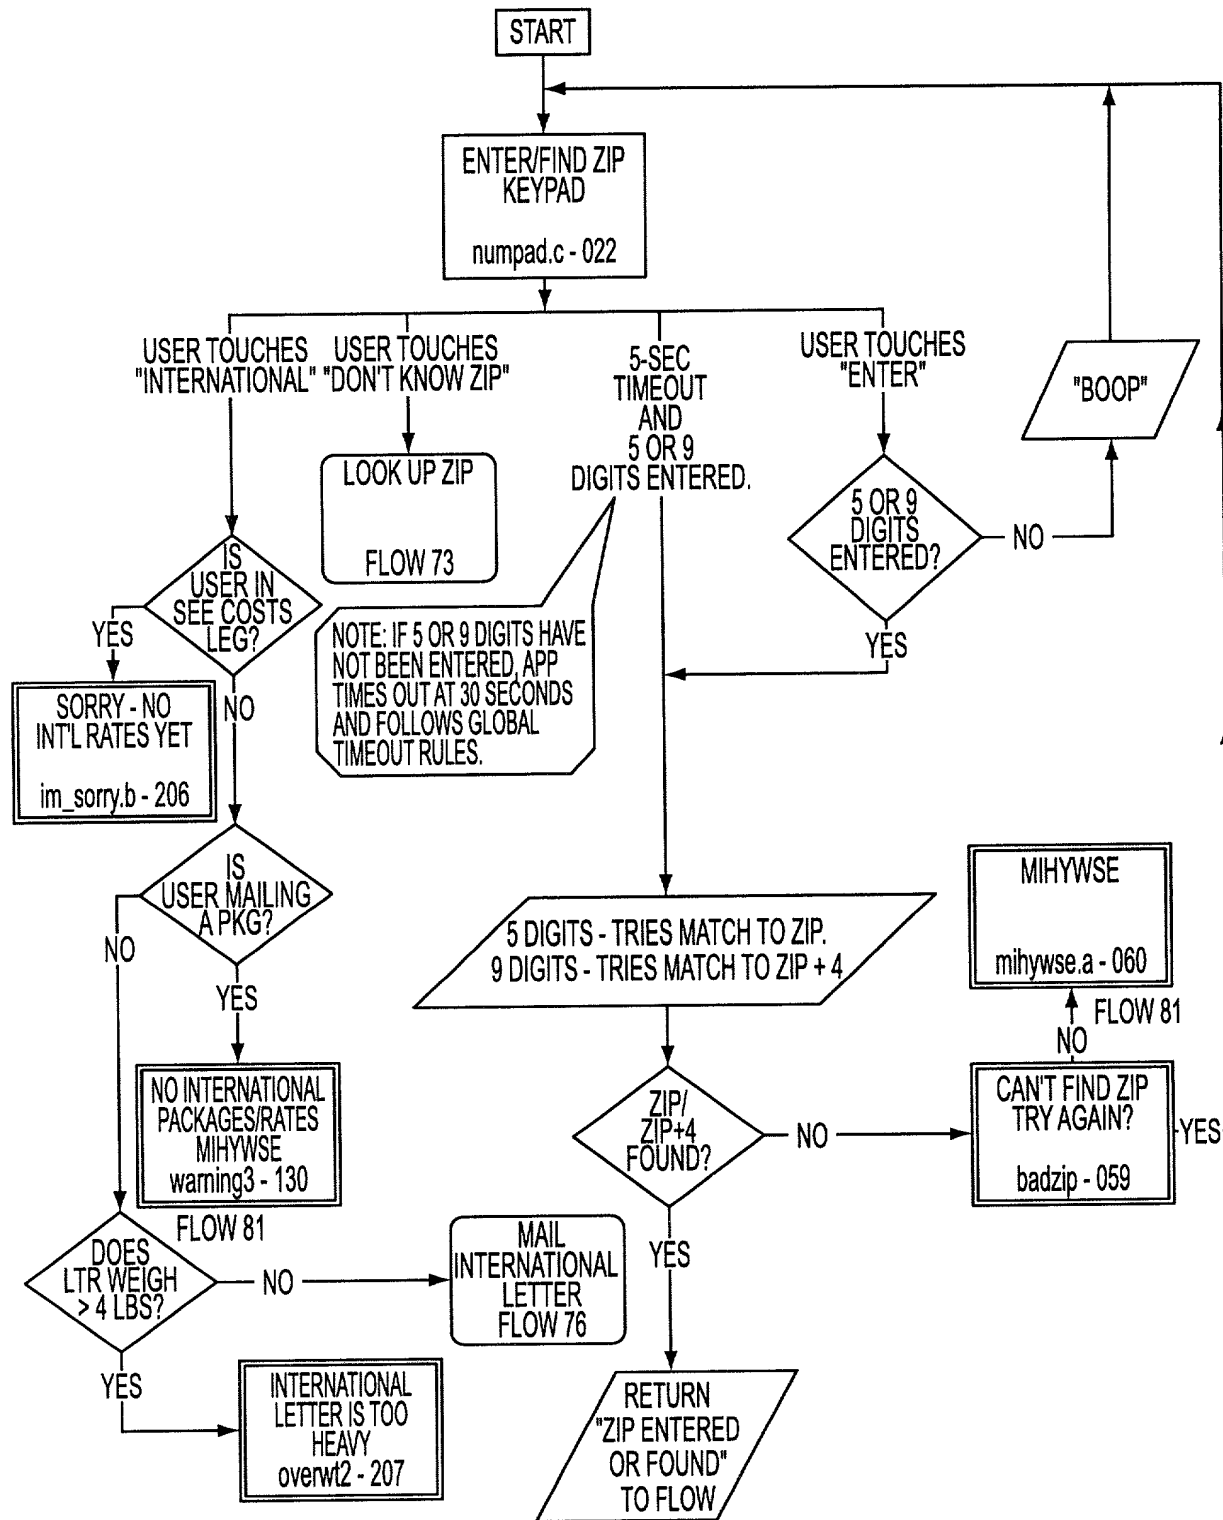 START
ENTER/FIND ZIP
KEYPAD
numpad.c - 022
USER TOUCHES
"INTERNATIONAL"
USER TOUCHES
"DON'T KNOW ZIP"
5-SEC
TIMEOUT
AND
5 OR 9
DIGITS ENTERED.
USER TOUCHES
"ENTER"
"BOOP"
LOOK UP ZIP
FLOW 73
5 OR 9
DIGITS
ENTERED?
NO
YES
IS
USER IN
SEE COSTS
LEG?
YES
NO
NOTE: IF 5 OR 9 DIGITS HAVE
NOT BEEN ENTERED, APP
TIMES OUT AT 30 SECONDS
AND FOLLOWS GLOBAL
TIMEOUT RULES.
SORRY - NO
INT'L RATES YET
im_sorry.b - 206
IS
USER MAILING
A PKG?
NO
YES
5 DIGITS - TRIES MATCH TO ZIP.
9 DIGITS - TRIES MATCH TO ZIP + 4
MIHYWSE
mihywse.a - 060
FLOW 81
NO
NO INTERNATIONAL
PACKAGES/RATES
MIHYWSE
warning3 - 130
FLOW 81
ZIP/
ZIP+4
FOUND?
NO
CAN'T FIND ZIP
TRY AGAIN?
badzip - 059
YES
YES
DOES
LTR WEIGH
> 4 LBS?
NO
MAIL
INTERNATIONAL
LETTER
FLOW 76
YES
INTERNATIONAL
LETTER IS TOO
HEAVY
overwt2 - 207
RETURN
"ZIP ENTERED
OR FOUND"
TO FLOW